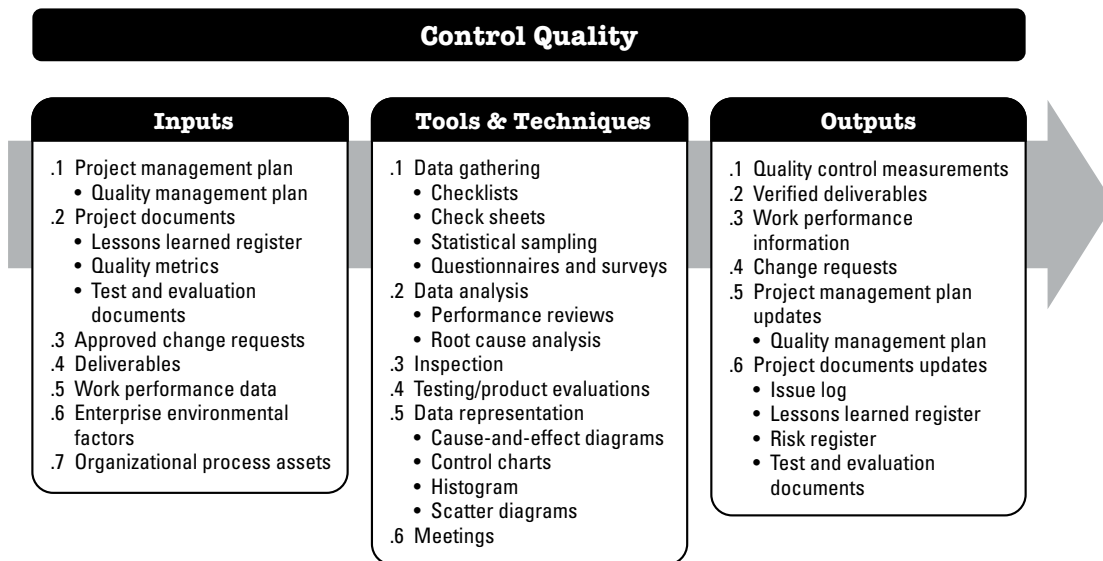 Control Quality
Inputs
.1 Project management plan
• Quality management plan
.2 Project documents
• Lessons learned register
• Quality metrics
• Test and evaluation
documents
.3 Approved change requests
.4 Deliverables
.5 Work performance data
.6 Enterprise environmental
factors
.7 Organizational process assets
Tools & Techniques
.1 Data gathering
• Checklists
• Check sheets
• Statistical sampling
• Questionnaires and surveys
.2 Data analysis
• Performance reviews
• Root cause analysis
.3 Inspection
.4 Testing/product evaluations
.5 Data representation
• Cause-and-effect diagrams
• Control charts
• Histogram
• Scatter diagrams
.6 Meetings
Outputs
.1 Quality control measurements
.2 Verified deliverables
.3 Work performance
information
.4 Change requests
.5 Project management plan
updates
• Quality management plan
.6 Project documents updates
• Issue log
• Lessons learned register
• Risk register
• Test and evaluation
documents